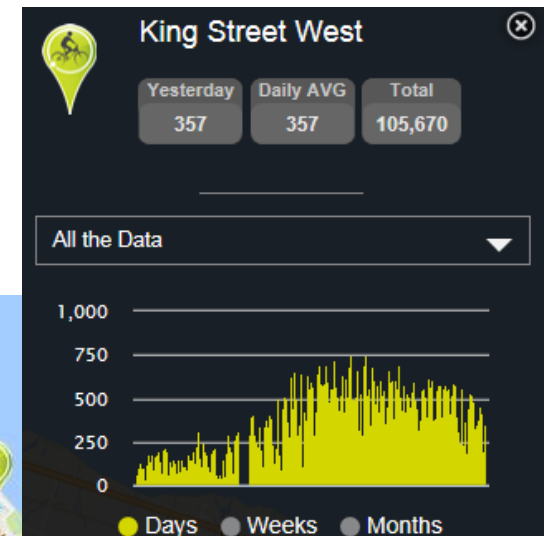 King Street West
Yesterday Daily AVG Total
357 357 105,670
All the Data
1,000
750
500
250
0
Days Weeks Months